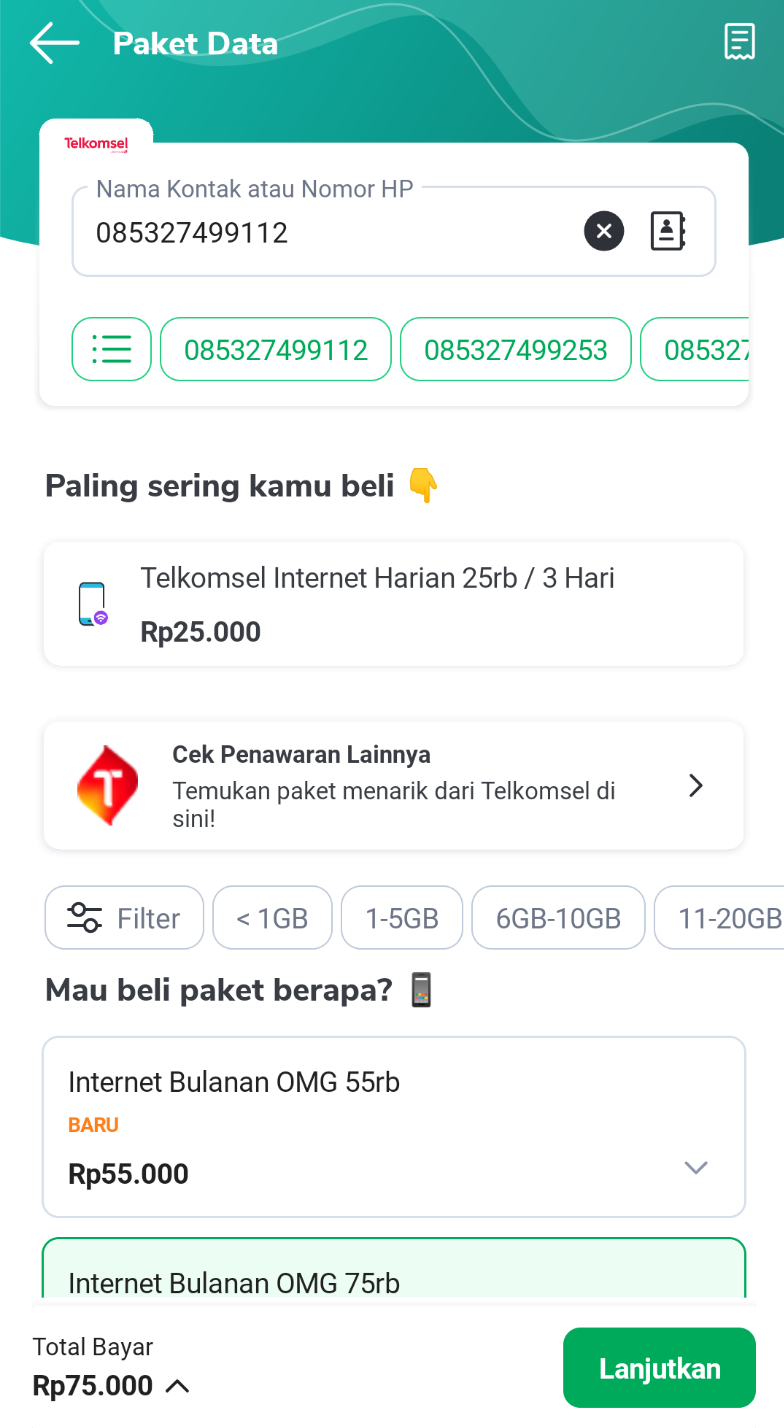 Paket Data
Telkomsel
Nama Kontak atau Nomor HP
085327499112
085327499112 085327499253 085327
Paling sering kamu beli 👇
Telkomsel Internet Harian 25rb / 3 Hari
Rp25.000
Cek Penawaran Lainnya
Temukan paket menarik dari Telkomsel di
sini!
Filter < 1GB 1-5GB 6GB-10GB 11-20GB
Mau beli paket berapa? 📱
Internet Bulanan OMG 55rb
BARU
Rp55.000
Internet Bulanan OMG 75rb
Total Bayar
Rp75.000
Lanjutkan